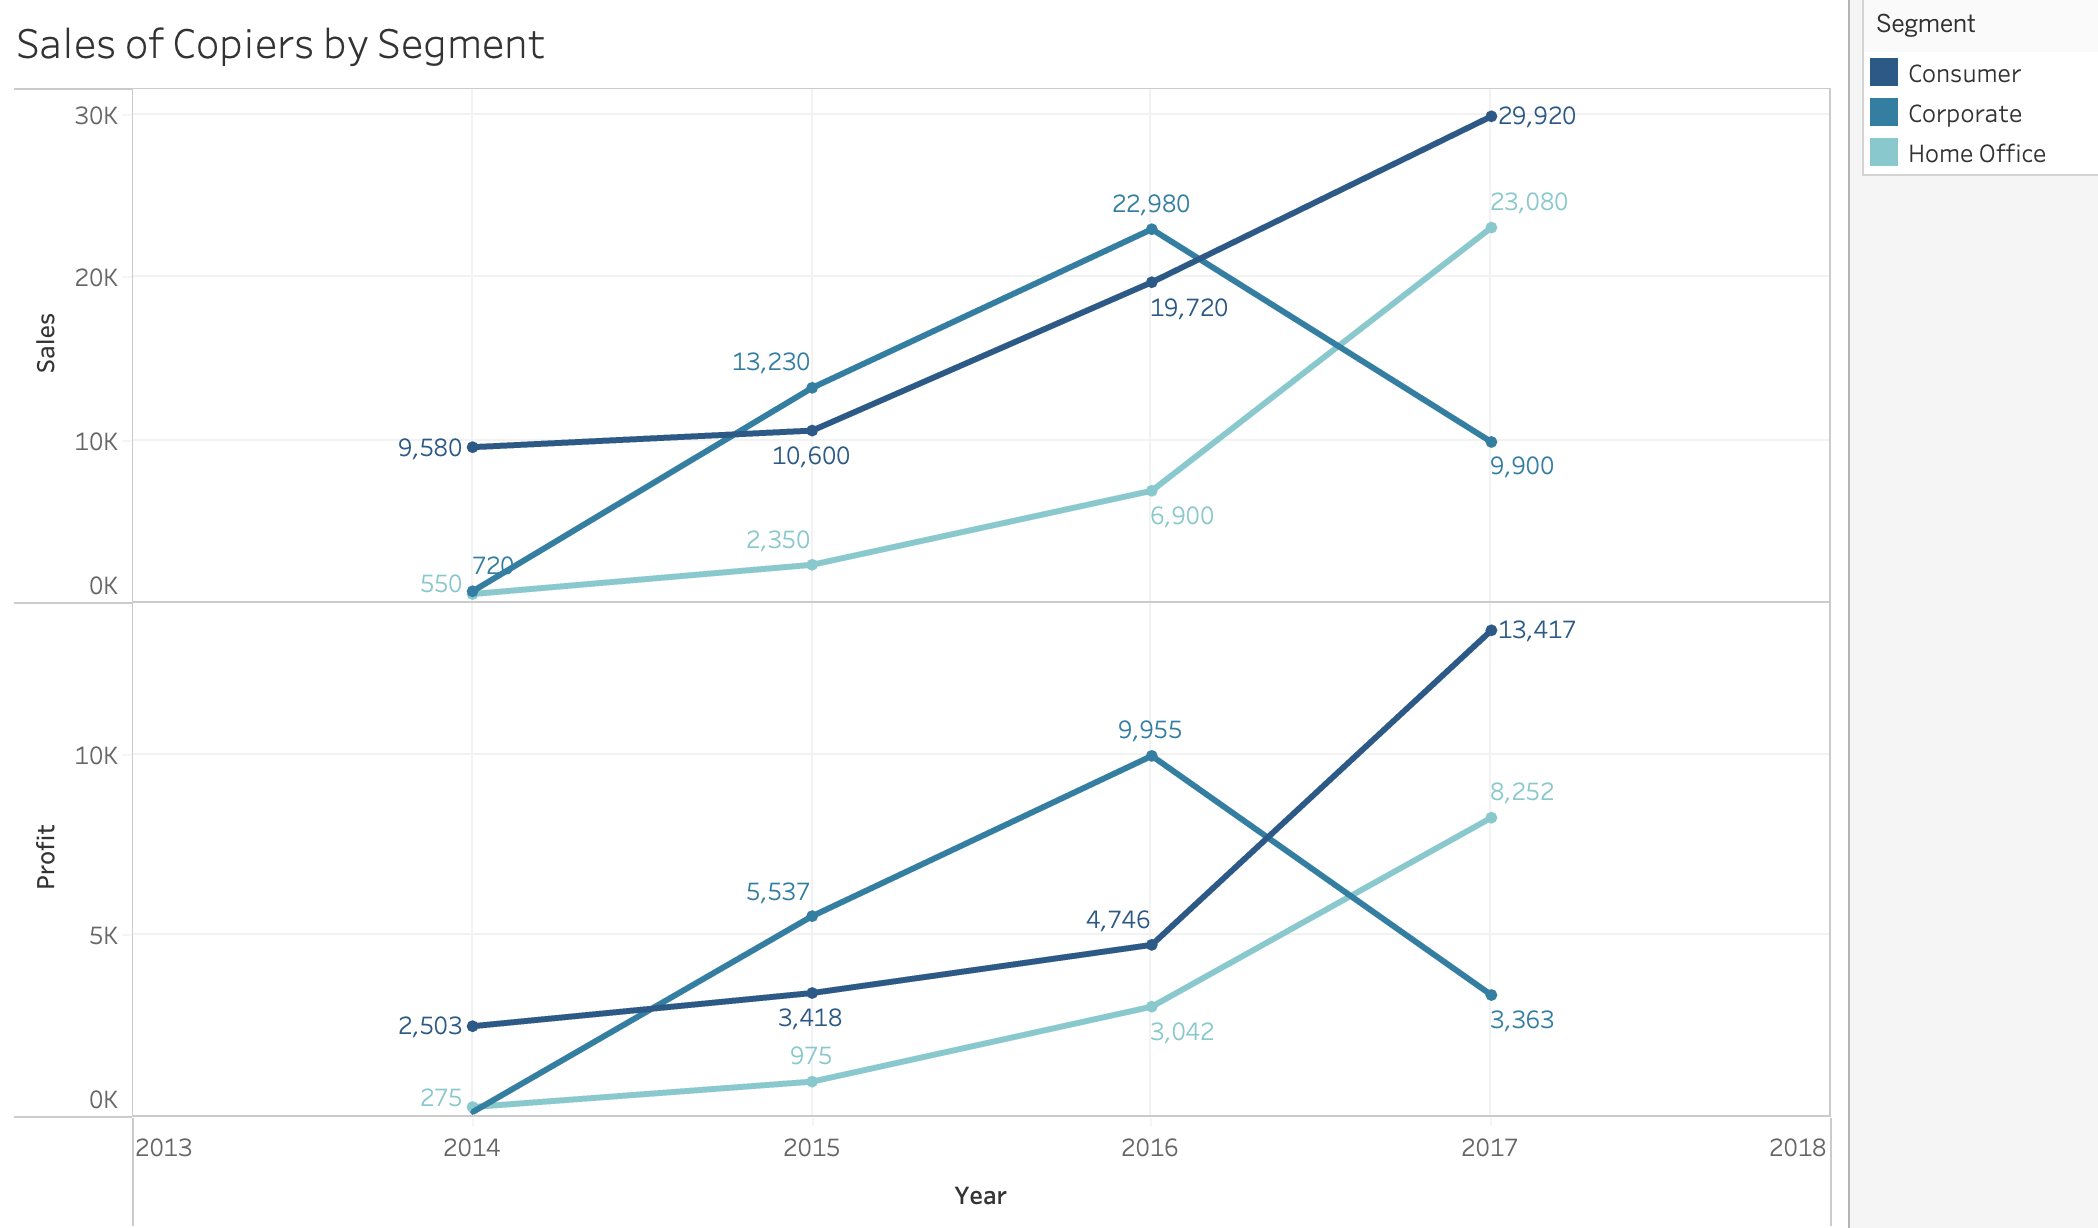 Sales of Copiers by Segment
Segment
Consumer
Corporate
Home Office
Sales
30K
20K
10K
0K
29,920
23,080
22,980
19,720
13,230
9,580
10,600
9,900
6,900
2,350
720
550
Profit
10K
5K
0K
13,417
9,955
8,252
5,537
4,746
2,503
3,418
3,042
3,363
975
275
2013
2014
2015
2016
2017
2018
Year